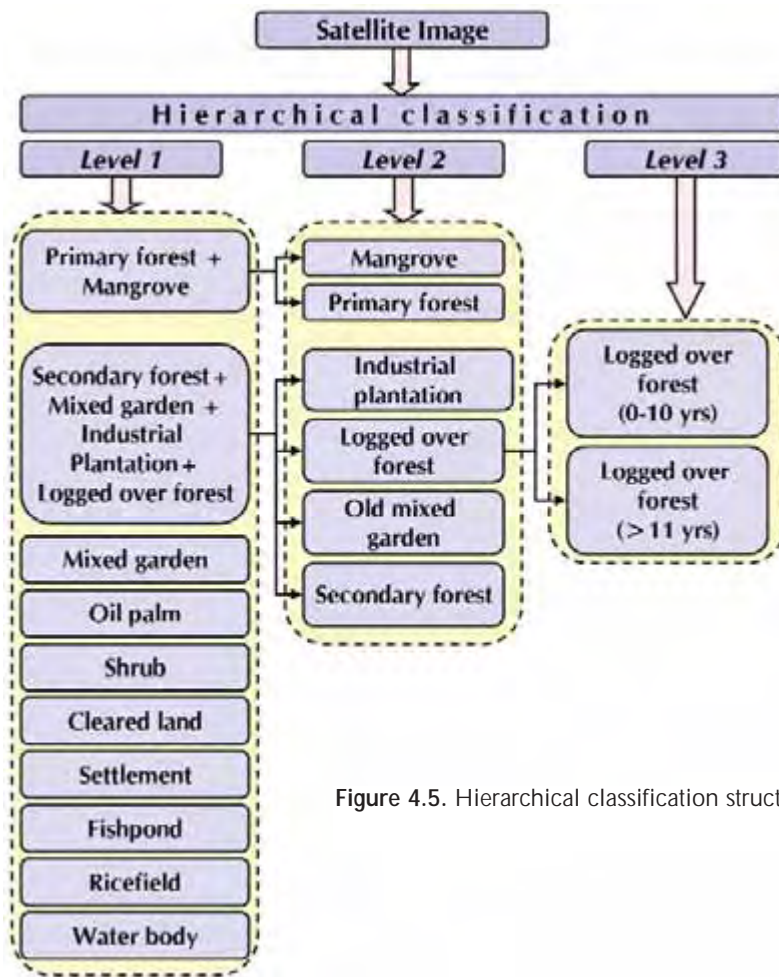 Satellite Image
Hierarchical classification
Level 1
Level 2
Level 3
Primary forest +
Mangrove
Secondary forest +
Mixed garden +
Industrial
Plantation +
Logged over forest
Mixed garden
Oil palm
Shrub
Cleared land
Settlement
Fishpond
Ricefield
Water body
Mangrove
Primary forest
Industrial
plantation
Logged over
forest
Old mixed
garden
Secondary forest
Logged over
forest
(0-10 yrs)
Logged over
forest
(> 11 yrs)
Figure 4.5. Hierarchical classification struct